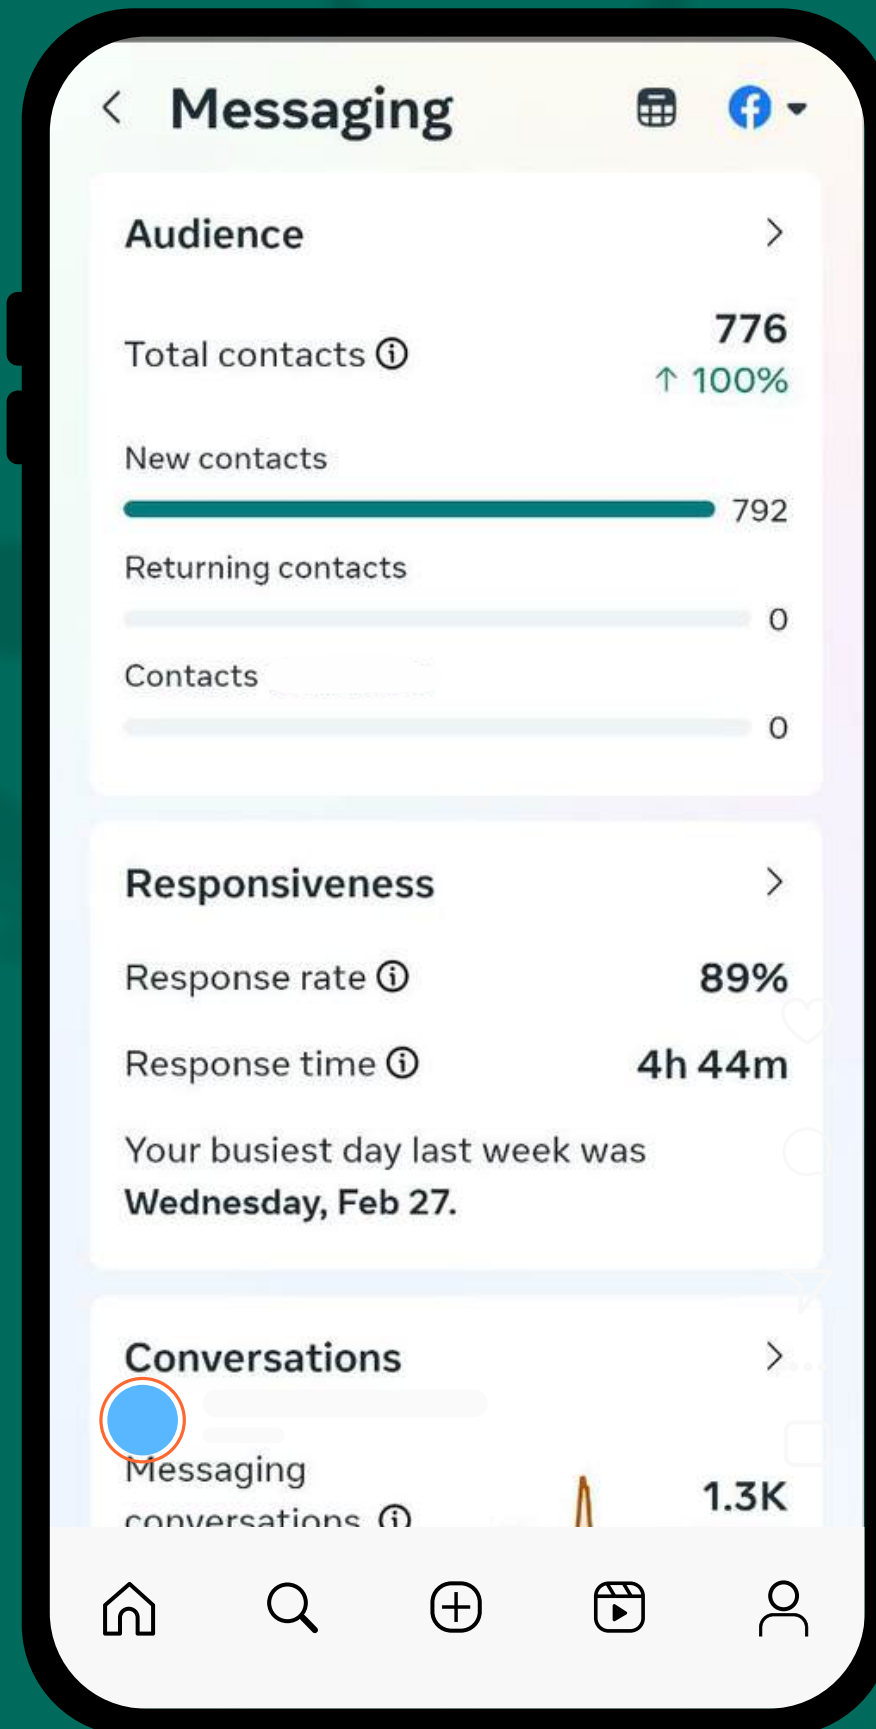 Messaging
Audience
Total contacts
776
↑ 100%
New contacts
792
Returning contacts
0
Contacts
0
Responsiveness
Response rate
89%
Response time
4h 44m
Your busiest day last week was
Wednesday, Feb 27.
Conversations
Messaging
conversations
1.3K